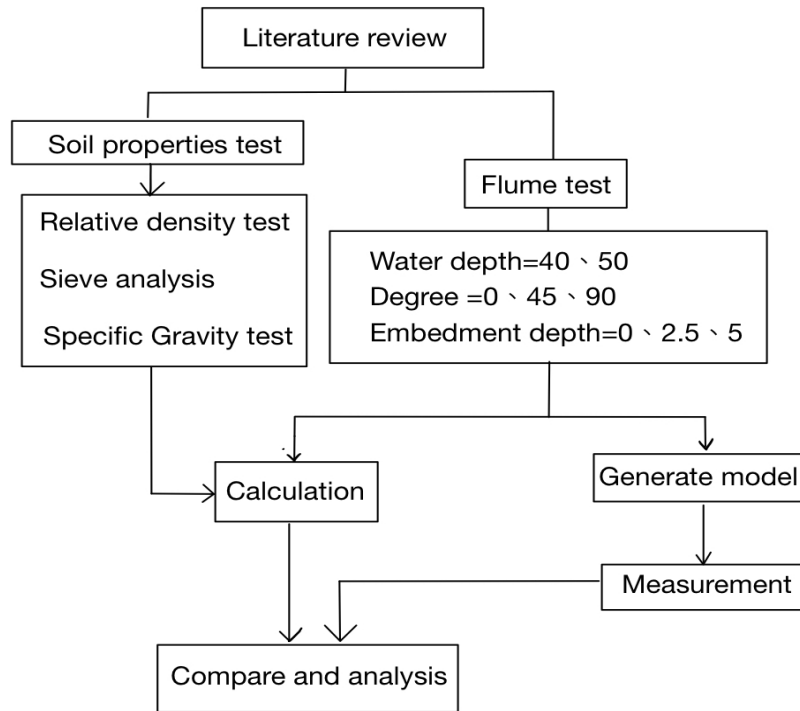 Literature review
Soil properties test
Flume test
Relative density test
Sieve analysis
Specific Gravity test
Water depth=40、50
Degree =0、45、90
Embedment depth=0、2.5、5
Calculation
Generate model
Measurement
Compare and analysis